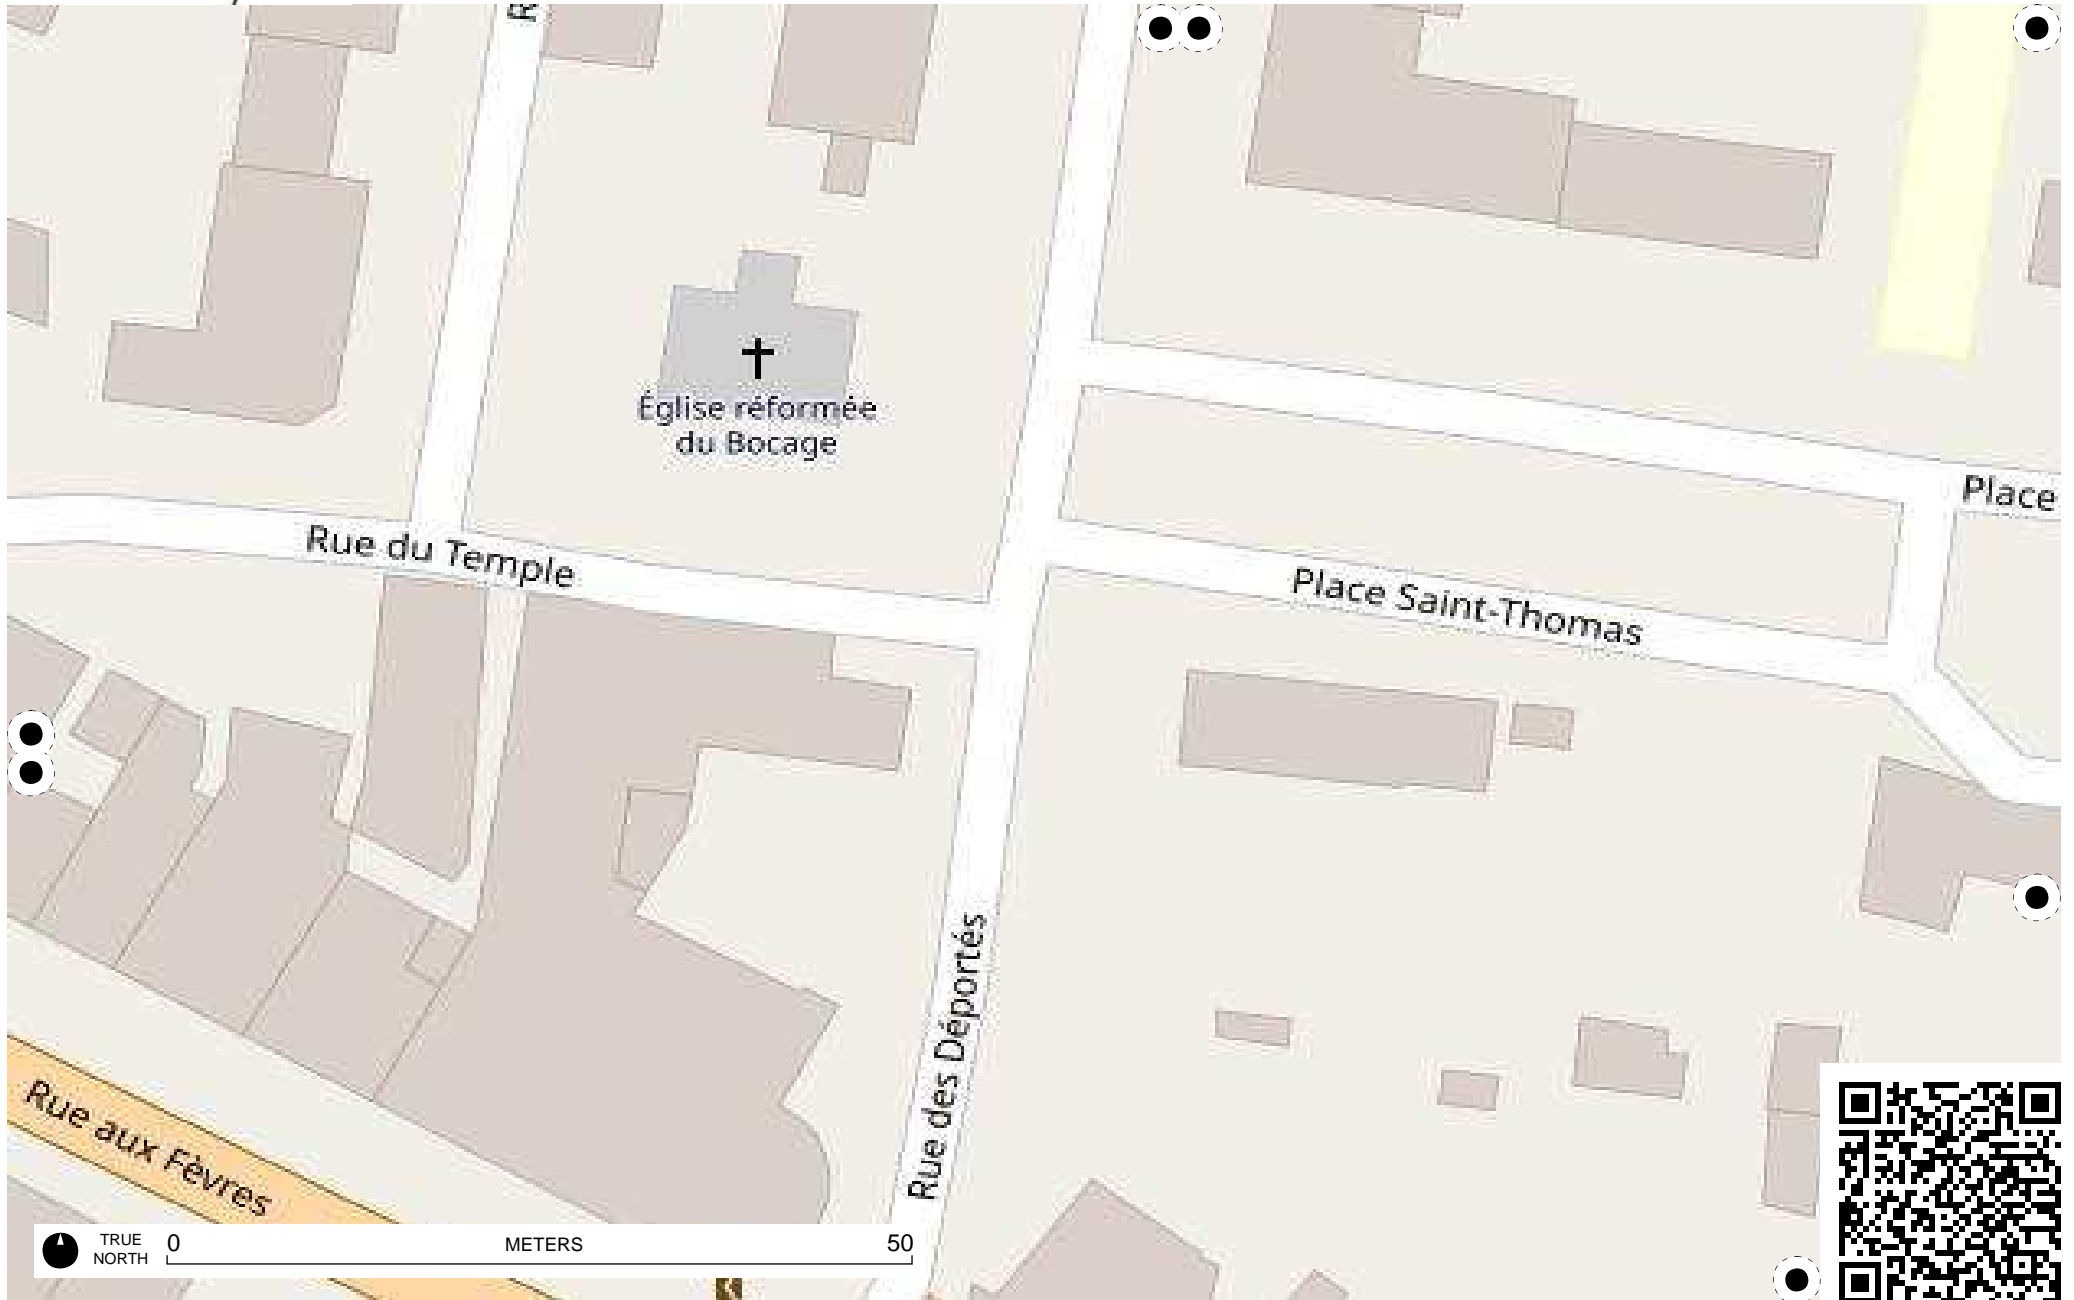 R
Église réformée
du Bocage
Place
Rue du Temple
Place Saint-Thomas
Rue des Déportés
Rue aux Fèvres
TRUE
NORTH
0
METERS
50